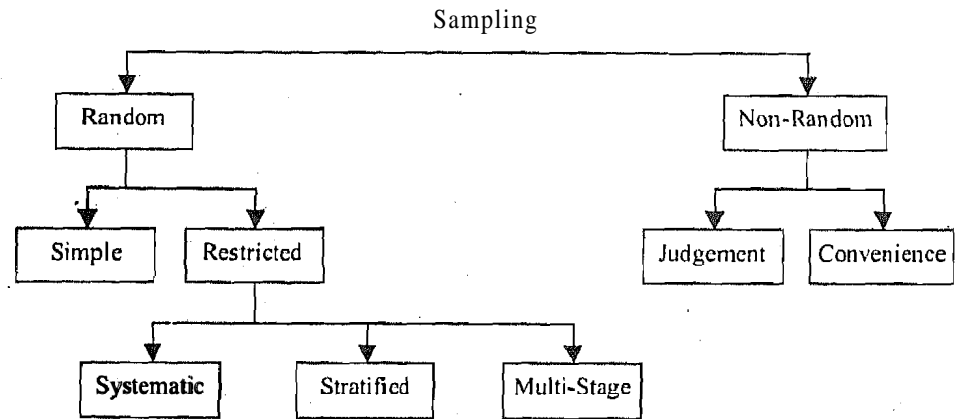 Sampling
Random
Non-Random
Simple
Restricted
Judgement
Convenience
Systematic
Stratified
Multi-Stage